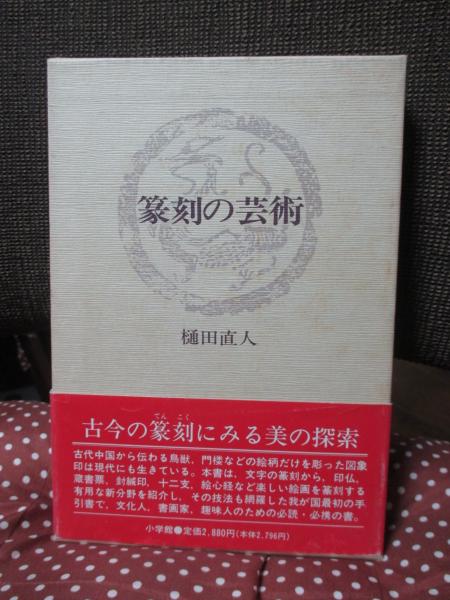 篆刻の芸術
樋田直人
てん こく
古今の篆刻にみる美の探索
古代中国から伝わる鳥獣、門楼などの絵柄だけを彫った図象
印は現代にも生きている。本書は、文字の篆刻から、印仏、
蔵書票、封緘印、十二支、絵心経など楽しい絵画を篆刻する
有用な新分野を紹介し、その技法も網羅した我が国最初の手
引書で、文化人、書画家、趣味人のための必読・必携の書。
小学館●定価2,880円(本体2,796円)